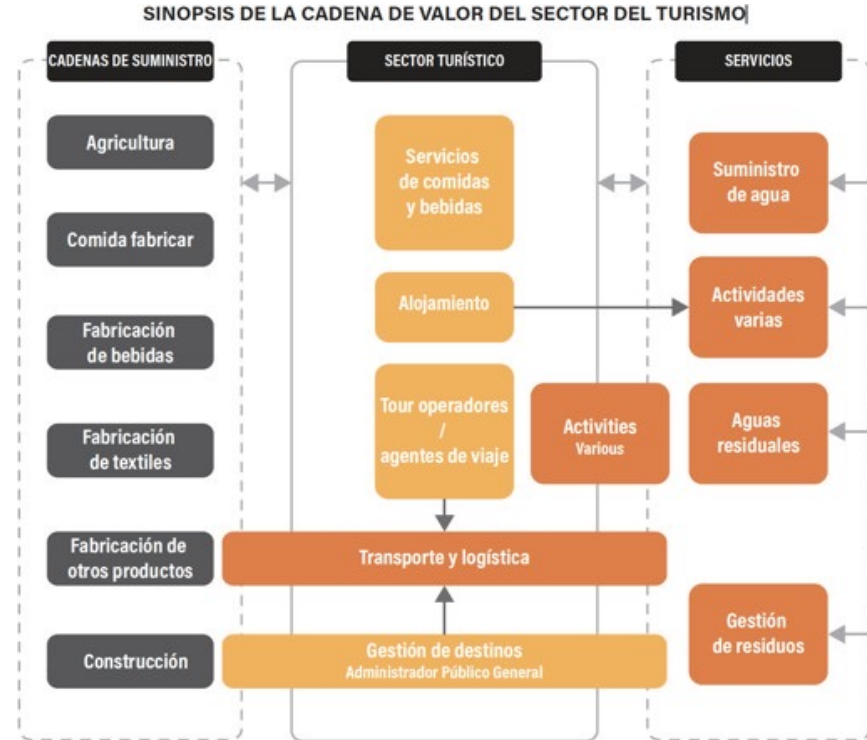 SINOPSIS DE LA CADENA DE VALOR DEL SECTOR DEL TURISMO
CADENAS DE SUMINISTRO
Agricultura
Comida fabricar
Fabricación
de bebidas
Fabricación
de textiles
Fabricación de
otros productos
Construcción
SECTOR TURÍSTICO
Servicios
de comidas
y bebidas
Alojamiento
Tour operadores
/
agentes de viaje
Activities
Various
Transporte y logística
Gestión de destinos
Administrador Público General
SERVICIOS
Suministro
de agua
Actividades
varias
Aguas
residuales
Gestión
de residuos